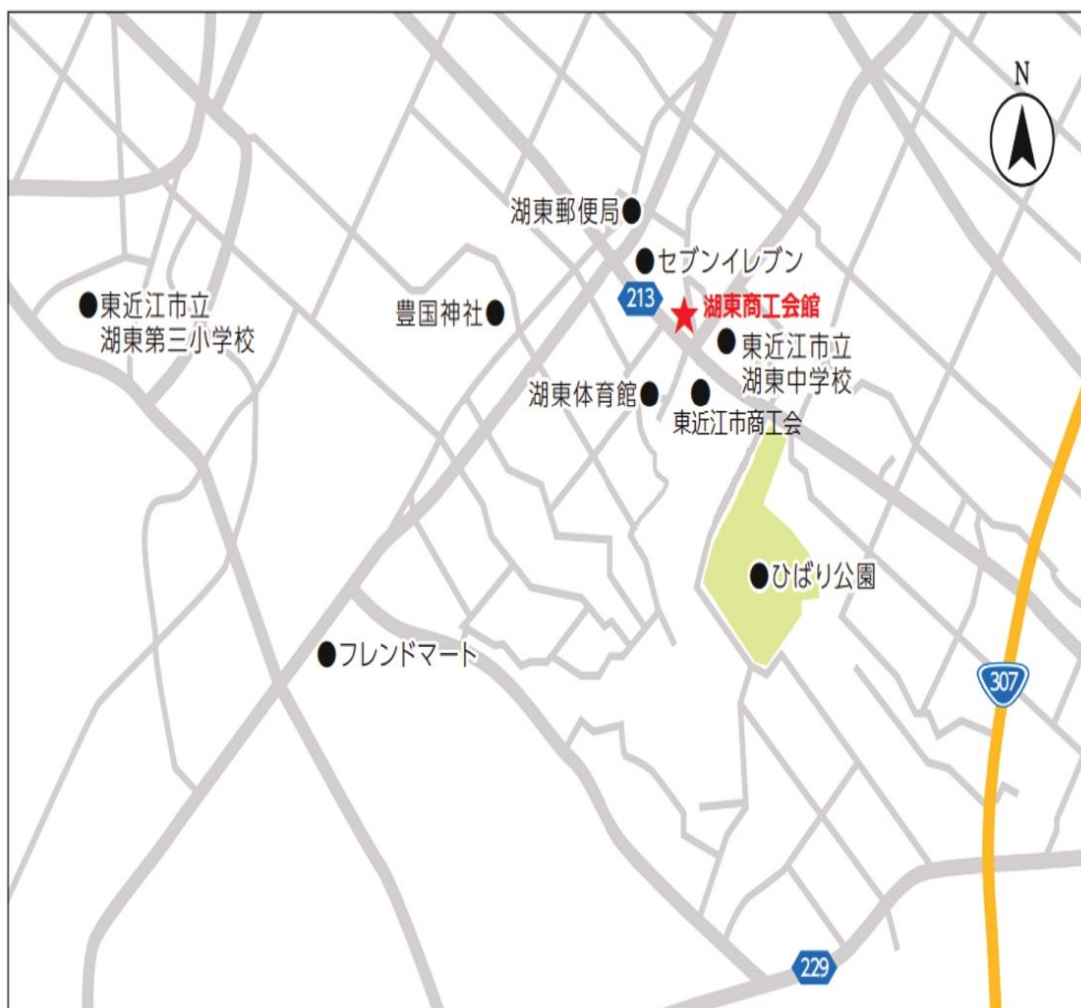 N
湖東郵便局
セブンイレブン
213
湖東商工会館
東近江市立
湖東第三小学校
豊国神社
東近江市立
湖東中学校
湖東体育館
東近江市商工会
ひばり公園
フレンドマート
307
229